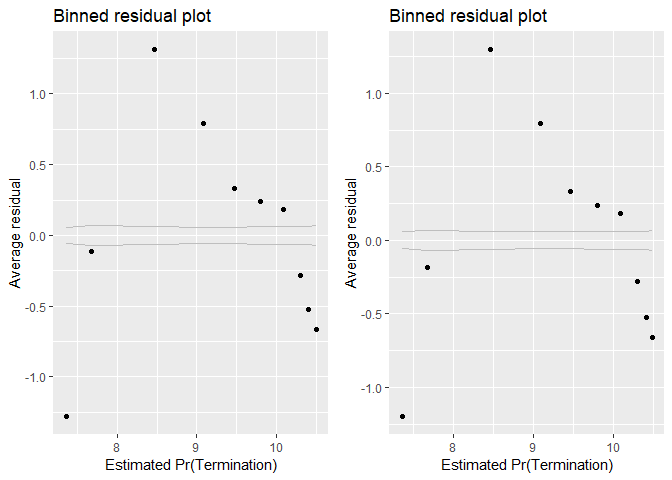 Binned residual plot
1.0
0.5
0.0
-0.5
-1.0
Average residual
8
9
10
Estimated Pr(Termination)
Binned residual plot
1.0
0.5
0.0
-0.5
-1.0
Average residual
8
9
10
Estimated Pr(Termination)